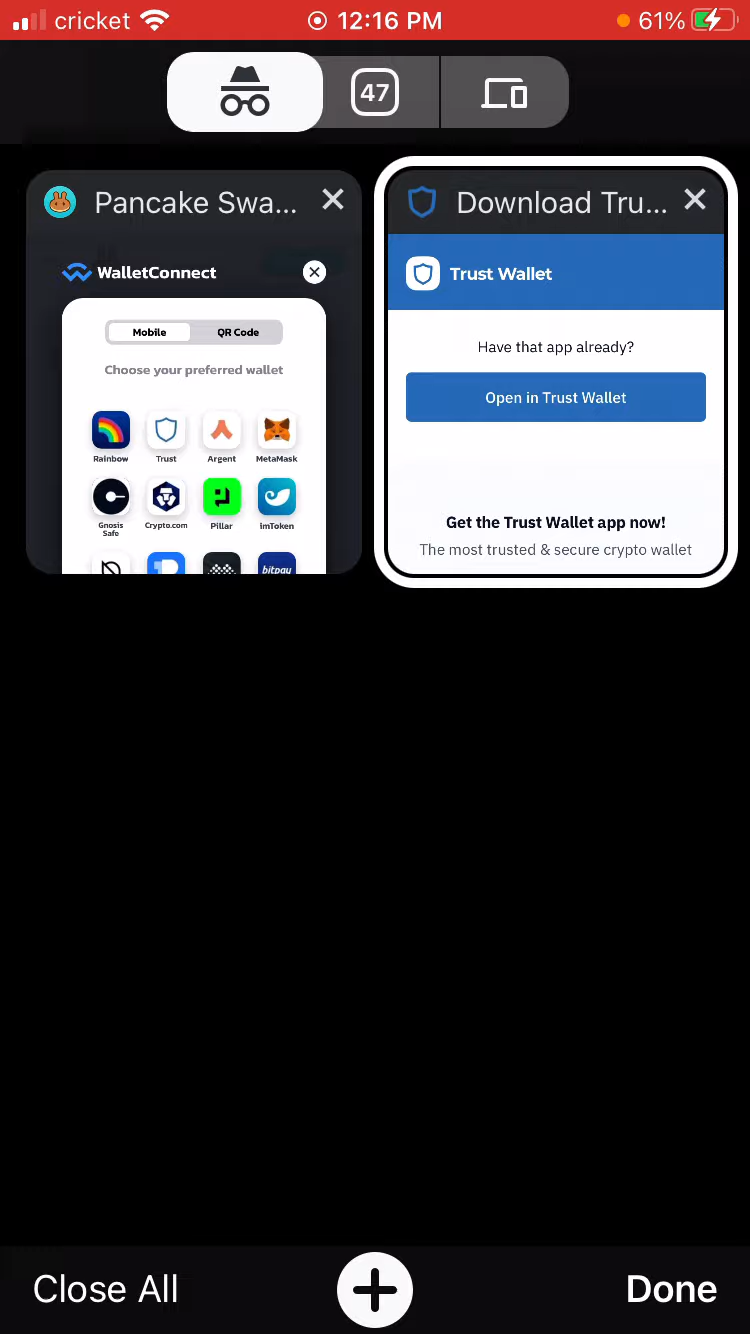 cricket 12:16 PM 61%
47
Pancake Swa...
WalletConnect
Mobile QR Code
Choose your preferred wallet
Rainbow Trust Argent MetaMask
Gnosis Safe Crypto.com Pillar imToken
bitpay
Download Tru...
Trust Wallet
Have that app already?
Open in Trust Wallet
Get the Trust Wallet app now!
The most trusted & secure crypto wallet
Close All Done